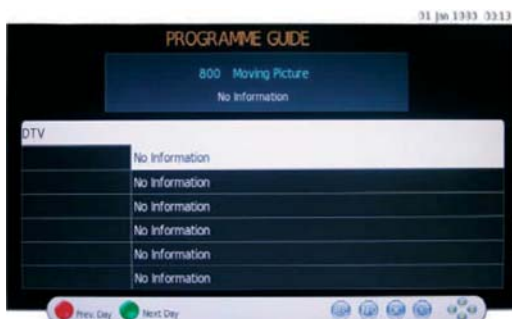 01 Jan 1333 03:13
PROGRAMME GUIDE
800 Moving Picture
No Information
DTV
No Information
No Information
No Information
No Information
No Information
No Information
Prev. Day Next Day